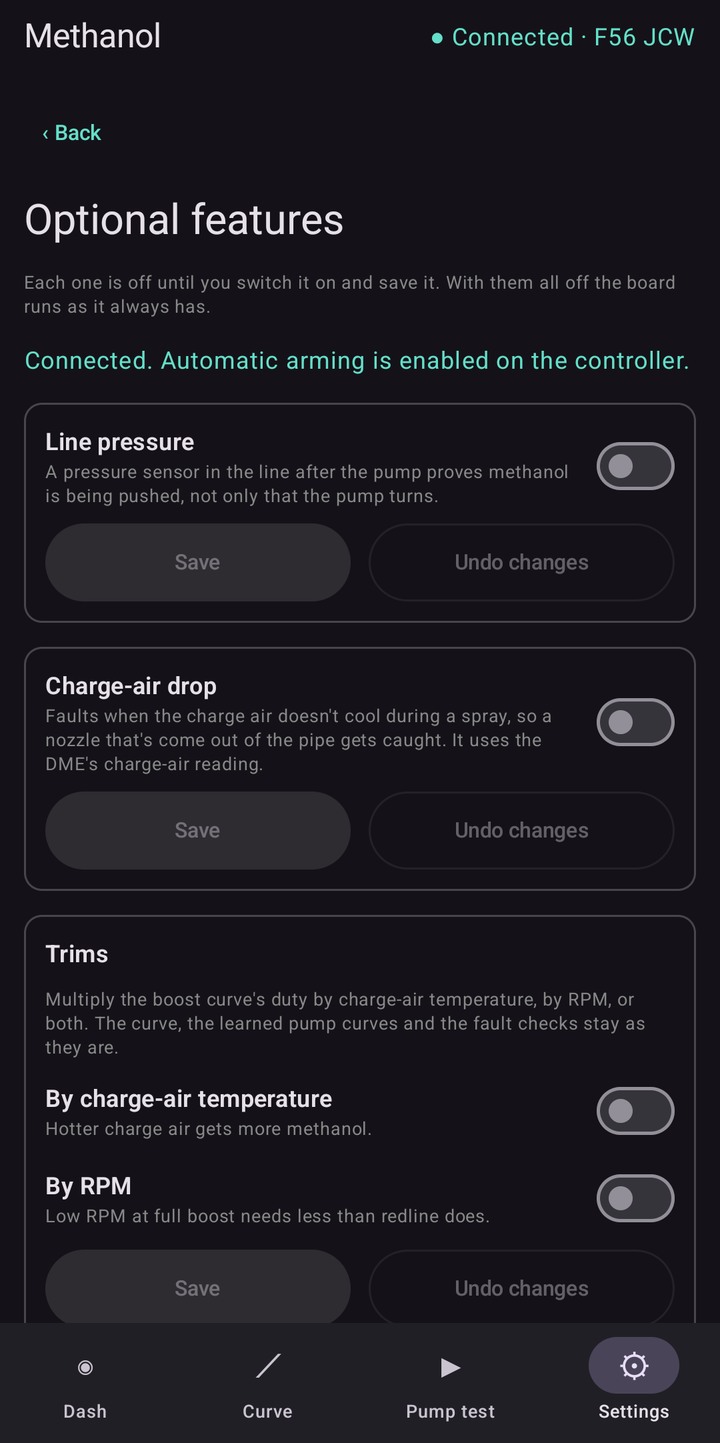 Methanol
● Connected · F56 JCW
‹ Back
Optional features
Each one is off until you switch it on and save it. With them all off the board
runs as it always has.
Connected. Automatic arming is enabled on the controller.
Line pressure
A pressure sensor in the line after the pump proves methanol
is being pushed, not only that the pump turns.
Save
Undo changes
Charge-air drop
Faults when the charge air doesn't cool during a spray, so a
nozzle that's come out of the pipe gets caught. It uses the
DME's charge-air reading.
Save
Undo changes
Trims
Multiply the boost curve's duty by charge-air temperature, by RPM, or
both. The curve, the learned pump curves and the fault checks stay as
they are.
By charge-air temperature
Hotter charge air gets more methanol.
By RPM
Low RPM at full boost needs less than redline does.
Save
Undo changes
Dash
Curve
Pump test
Settings